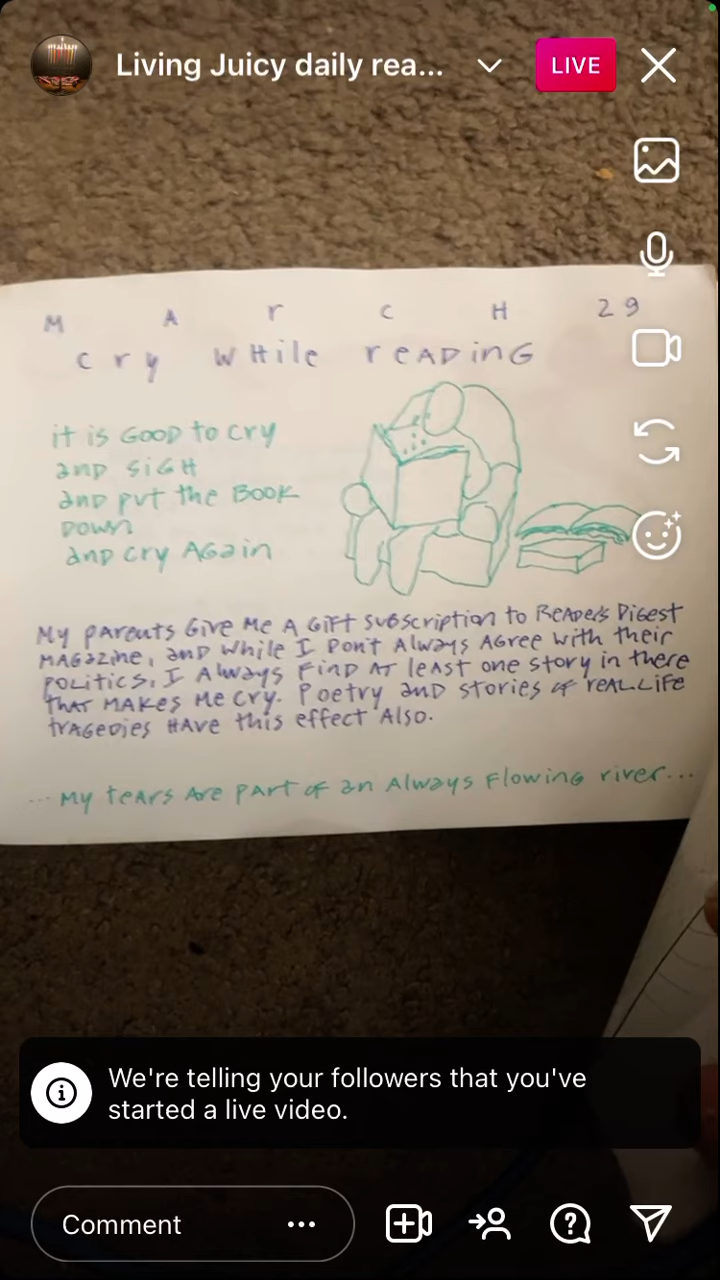 Living Juicy daily rea...
LIVE
MArCH 29
cry wHile reADiNG
it is GOOD to cry
and SiGH
and put the BOOK
DOWn
and cry AGain
My pArents Give Me A GiFT SuBScription to ReADers DiGEST
MAGAzine, and while I Don't Always AGree with their
POLitics, I Always FIND AT leAst one story in there
THAT MAKES Me Cry. Poetry and stories of reAL LiFe
trAGeDies HAve this eFFect Also.
... My teArs Are pArt oF an Always FlowinG river...
We're telling your followers that you've
started a live video.
Comment